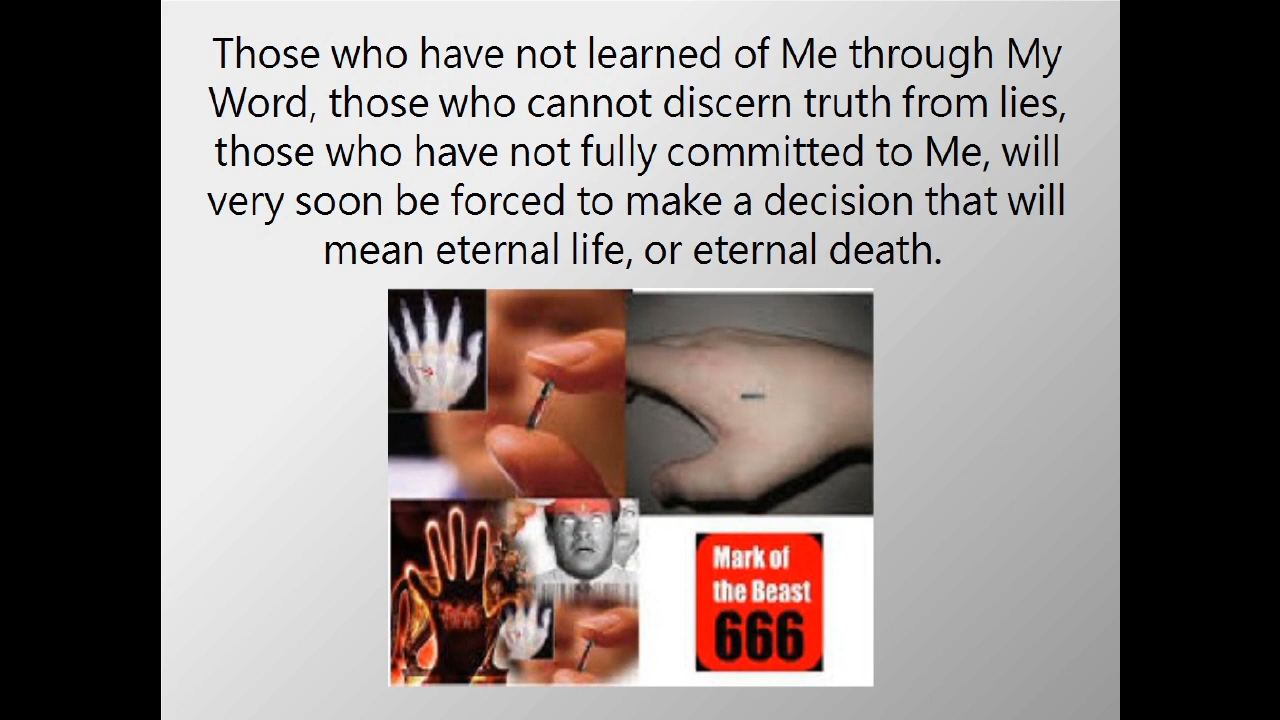 Those who have not learned of Me through My
Word, those who cannot discern truth from lies,
those who have not fully committed to Me, will
very soon be forced to make a decision that will
mean eternal life, or eternal death.
666
Mark of
the Beast
666